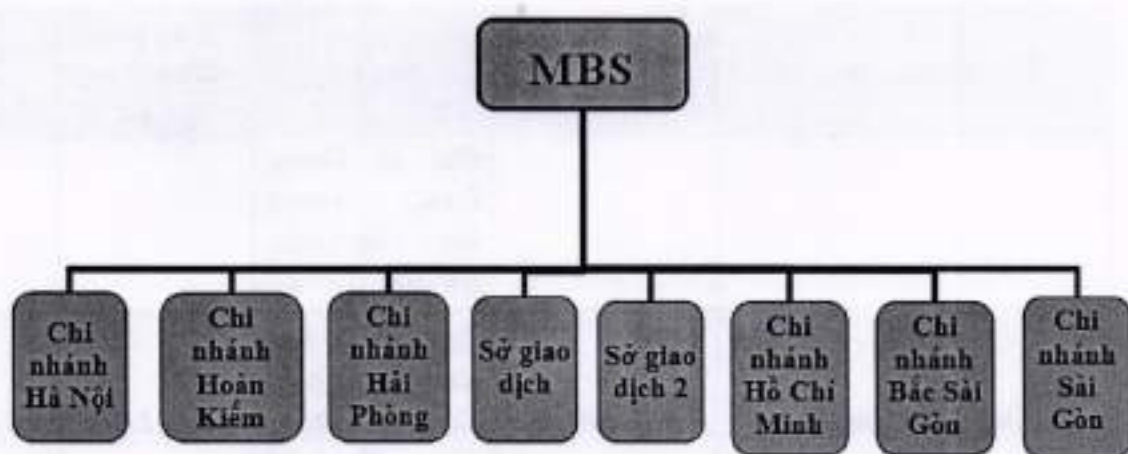 MBS
Chi
nhánh
Hà Nội
Chi
nhánh
Hoàn
Kiếm
Chi
nhánh
Hải
Phòng
Sở giao
dịch
Sở giao
dịch 2
Chi
nhánh
Hồ Chí
Minh
Chi
nhánh
Bắc Sài
Gòn
Chi
nhánh
Sài
Gòn